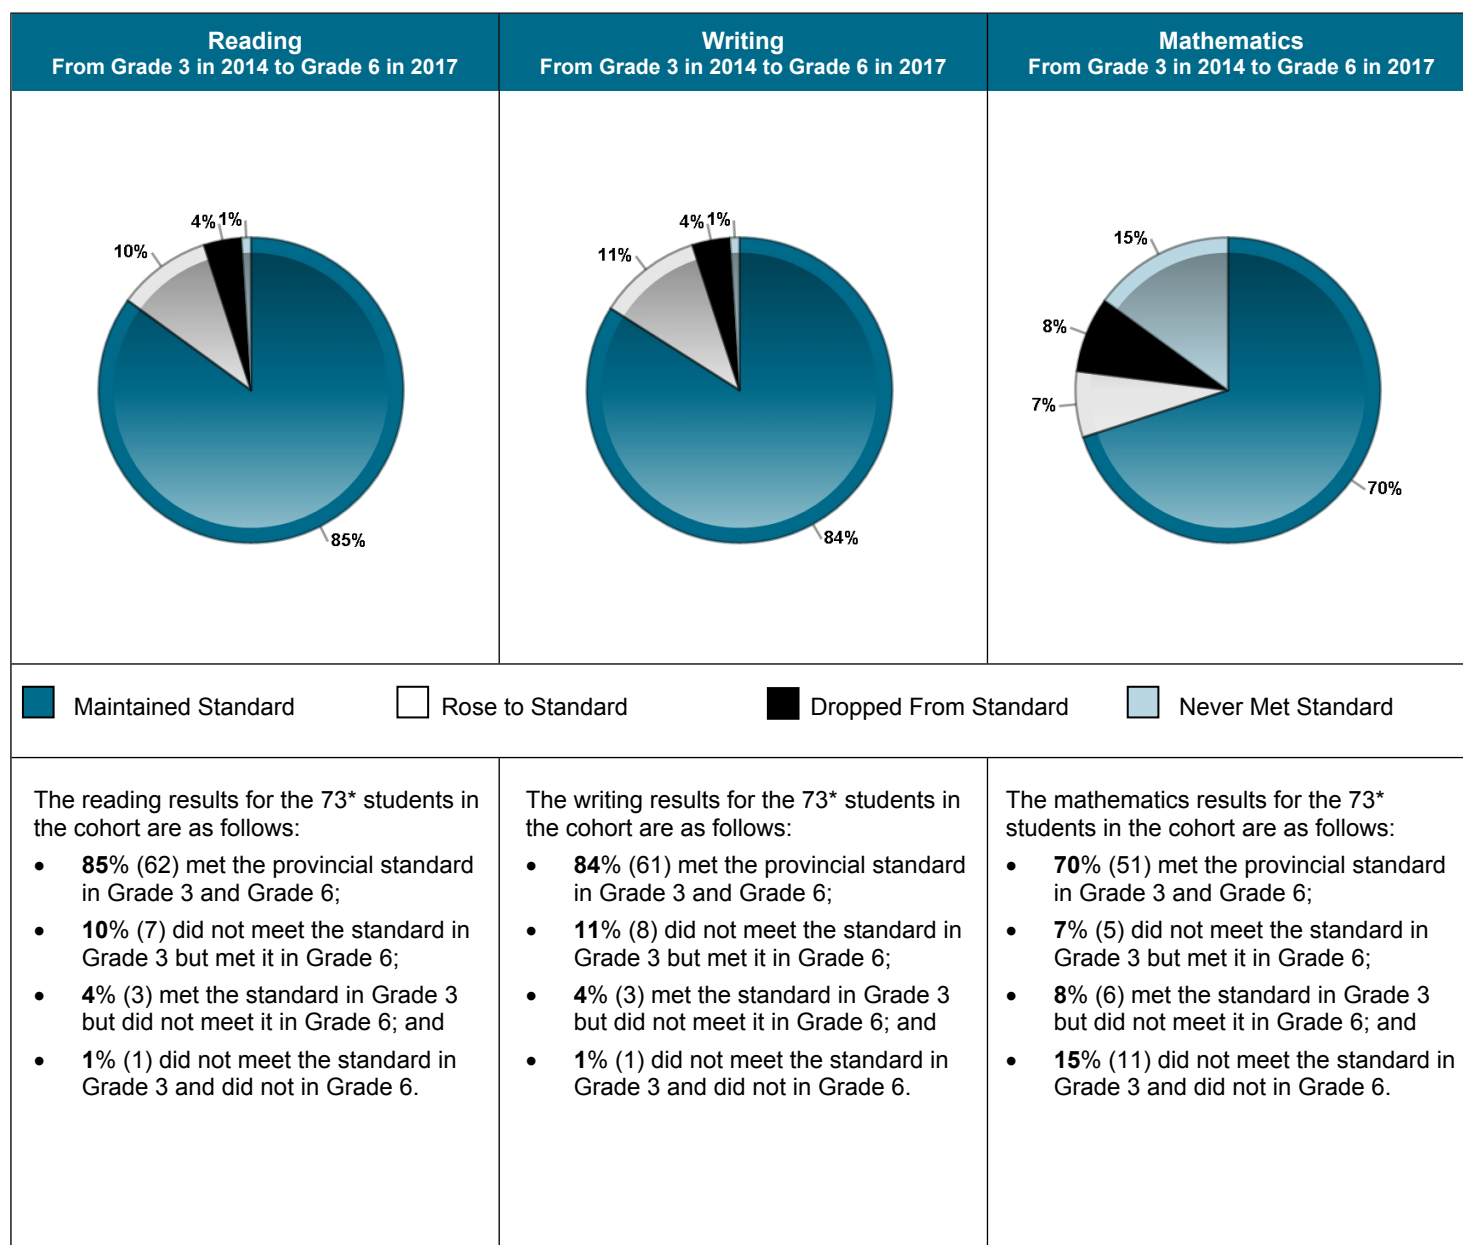 Reading
From Grade 3 in 2014 to Grade 6 in 2017
Writing
From Grade 3 in 2014 to Grade 6 in 2017
Mathematics
From Grade 3 in 2014 to Grade 6 in 2017
10%
4%
1%
85%
11%
4%
1%
84%
15%
8%
7%
70%
Maintained Standard
Rose to Standard
Dropped From Standard
Never Met Standard
The reading results for the 73* students in
the cohort are as follows:
• 85% (62) met the provincial standard
in Grade 3 and Grade 6;
• 10% (7) did not meet the standard in
Grade 3 but met it in Grade 6;
• 4% (3) met the standard in Grade 3
but did not meet it in Grade 6; and
• 1% (1) did not meet the standard in
Grade 3 and did not in Grade 6.
The writing results for the 73* students in
the cohort are as follows:
• 84% (61) met the provincial standard
in Grade 3 and Grade 6;
• 11% (8) did not meet the standard in
Grade 3 but met it in Grade 6;
• 4% (3) met the standard in Grade 3
but did not meet it in Grade 6; and
• 1% (1) did not meet the standard in
Grade 3 and did not in Grade 6.
The mathematics results for the 73*
students in the cohort are as follows:
• 70% (51) met the provincial standard
in Grade 3 and Grade 6;
• 7% (5) did not meet the standard in
Grade 3 but met it in Grade 6;
• 8% (6) met the standard in Grade 3
but did not meet it in Grade 6; and
• 15% (11) did not meet the standard in
Grade 3 and did not in Grade 6.